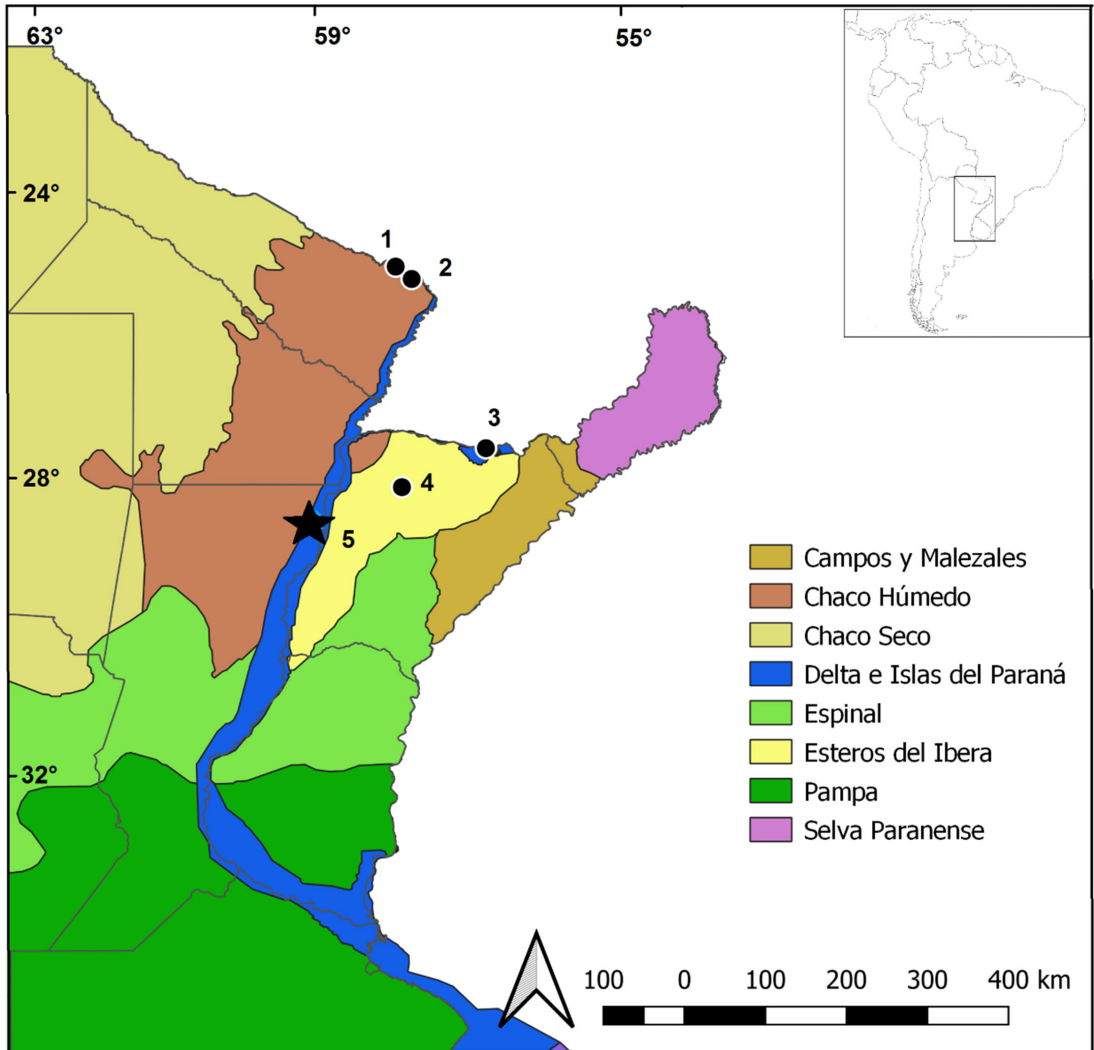 63° 59° 55°
24°
1
2
3
28°
4
5
Campos y Malezales
Chaco Húmedo
Chaco Seco
Delta e Islas del Paraná
Espinal
Esteros del Ibera
32°
Pampa
Selva Paranense
100 0 100 200 300 400 km